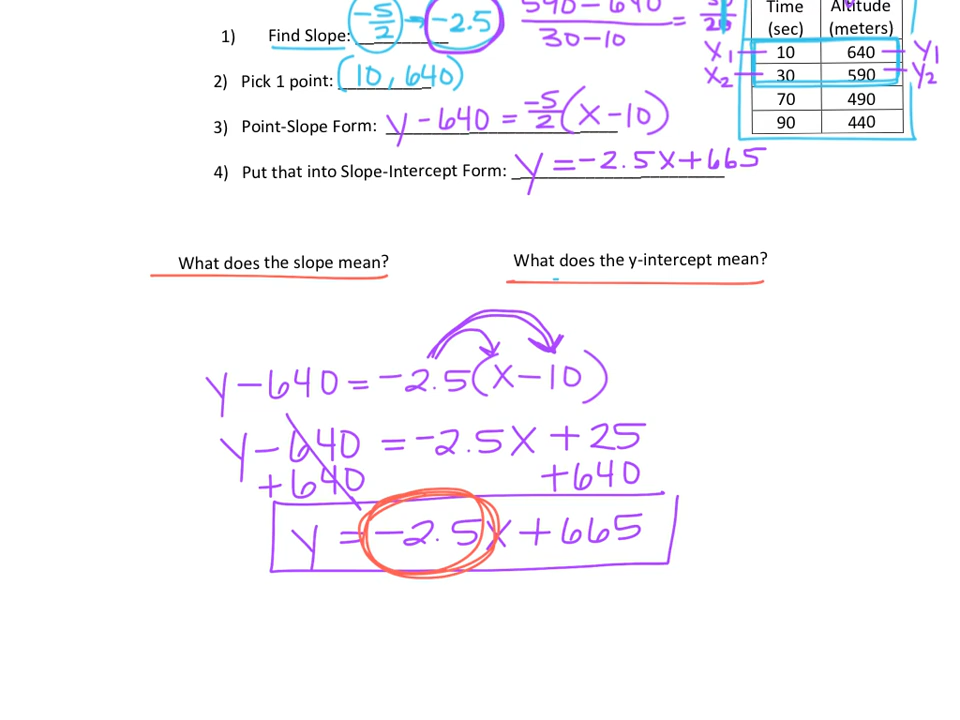 590 - 640
Time Altitude
1) Find Slope: -5/2 → -2.5 = (sec) (meters)
30 - 10
X1 10 640 Y1
2) Pick 1 point: (10, 640) X2 30 590 Y2
70 490
3) Point-Slope Form: y - 640 = -5/2(x - 10)
90 440
4) Put that into Slope-Intercept Form: y = -2.5x + 665
What does the slope mean? What does the y-intercept mean?
y - 640 = -2.5(x - 10)
y - 640 = -2.5x + 25
+640 +640
y = -2.5x + 665